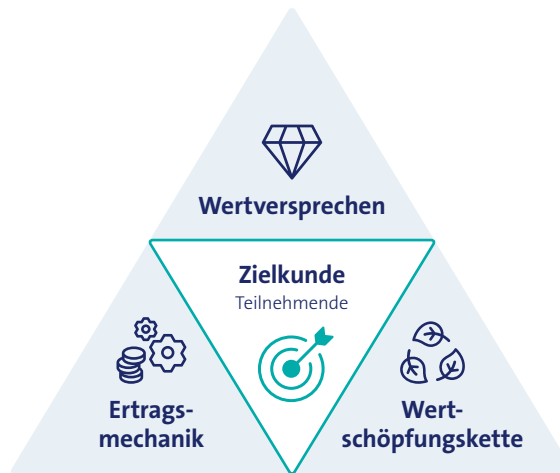 Wertversprechen
Zielkunde
Teilnehmende
Ertrags-
mechanik
Wert-
schöpfungskette